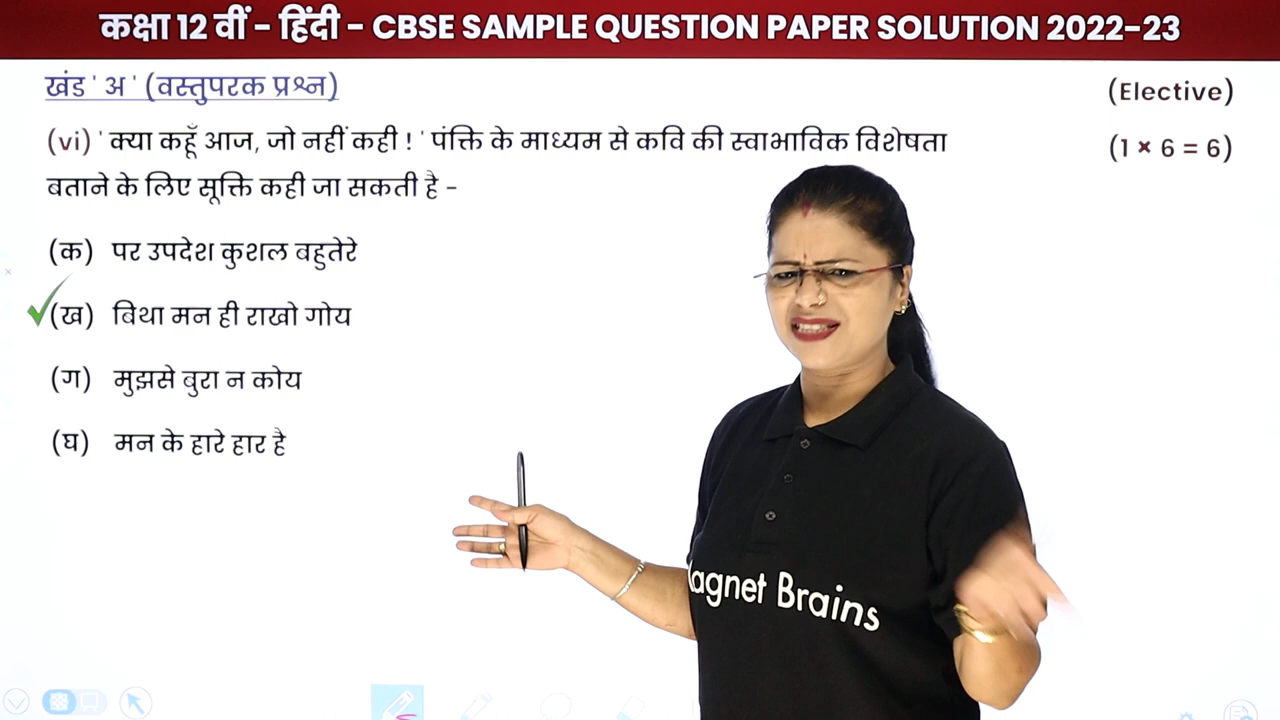 कक्षा 12 वीं - हिंदी - CBSE SAMPLE QUESTION PAPER SOLUTION 2022-23
खंड ' अ ' (वस्तुपरक प्रश्न)
(Elective)
(vi) ' क्या कहूँ आज, जो नहीं कही ! ' पंक्ति के माध्यम से कवि की स्वाभाविक विशेषता
(1 × 6 = 6)
बताने के लिए सूक्ति कही जा सकती है -
(क) पर उपदेश कुशल बहुतेरे
(ख) बिथा मन ही राखो गोय
(ग) मुझसे बुरा न कोय
(घ) मन के हारे हार है
agnet Brains